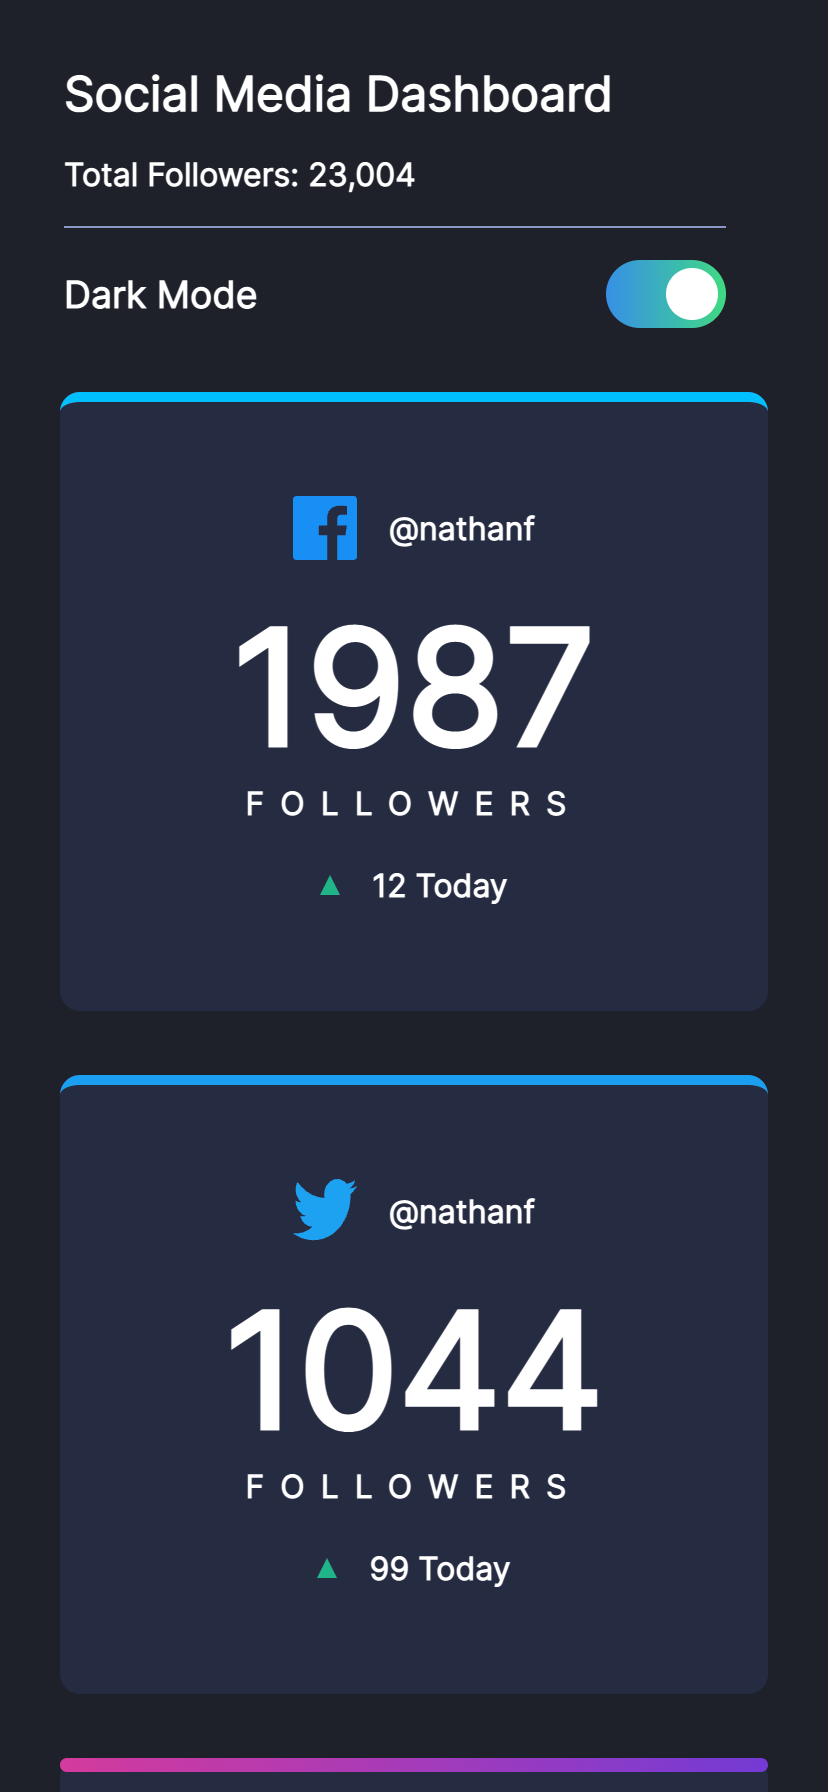 Social Media Dashboard
Total Followers: 23,004
Dark Mode
@nathanf
1987
FOLLOWERS
12 Today
@nathanf
1044
FOLLOWERS
99 Today